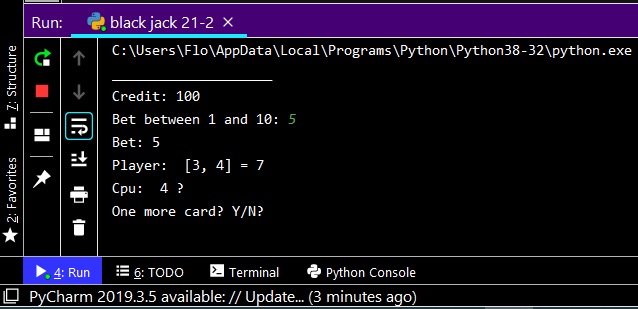 Run: black jack 21-2 ×
C:\Users\Flo\AppData\Local\Programs\Python\Python38-32\python.exe
_______________________
Credit: 100
Bet between 1 and 10: 5
Bet: 5
Player:  [3, 4] = 7
Cpu:  4 ?
One more card? Y/N?
7: Structure
2: Favorites
4: Run
6: TODO
Terminal
Python Console
PyCharm 2019.3.5 available: // Update... (3 minutes ago)